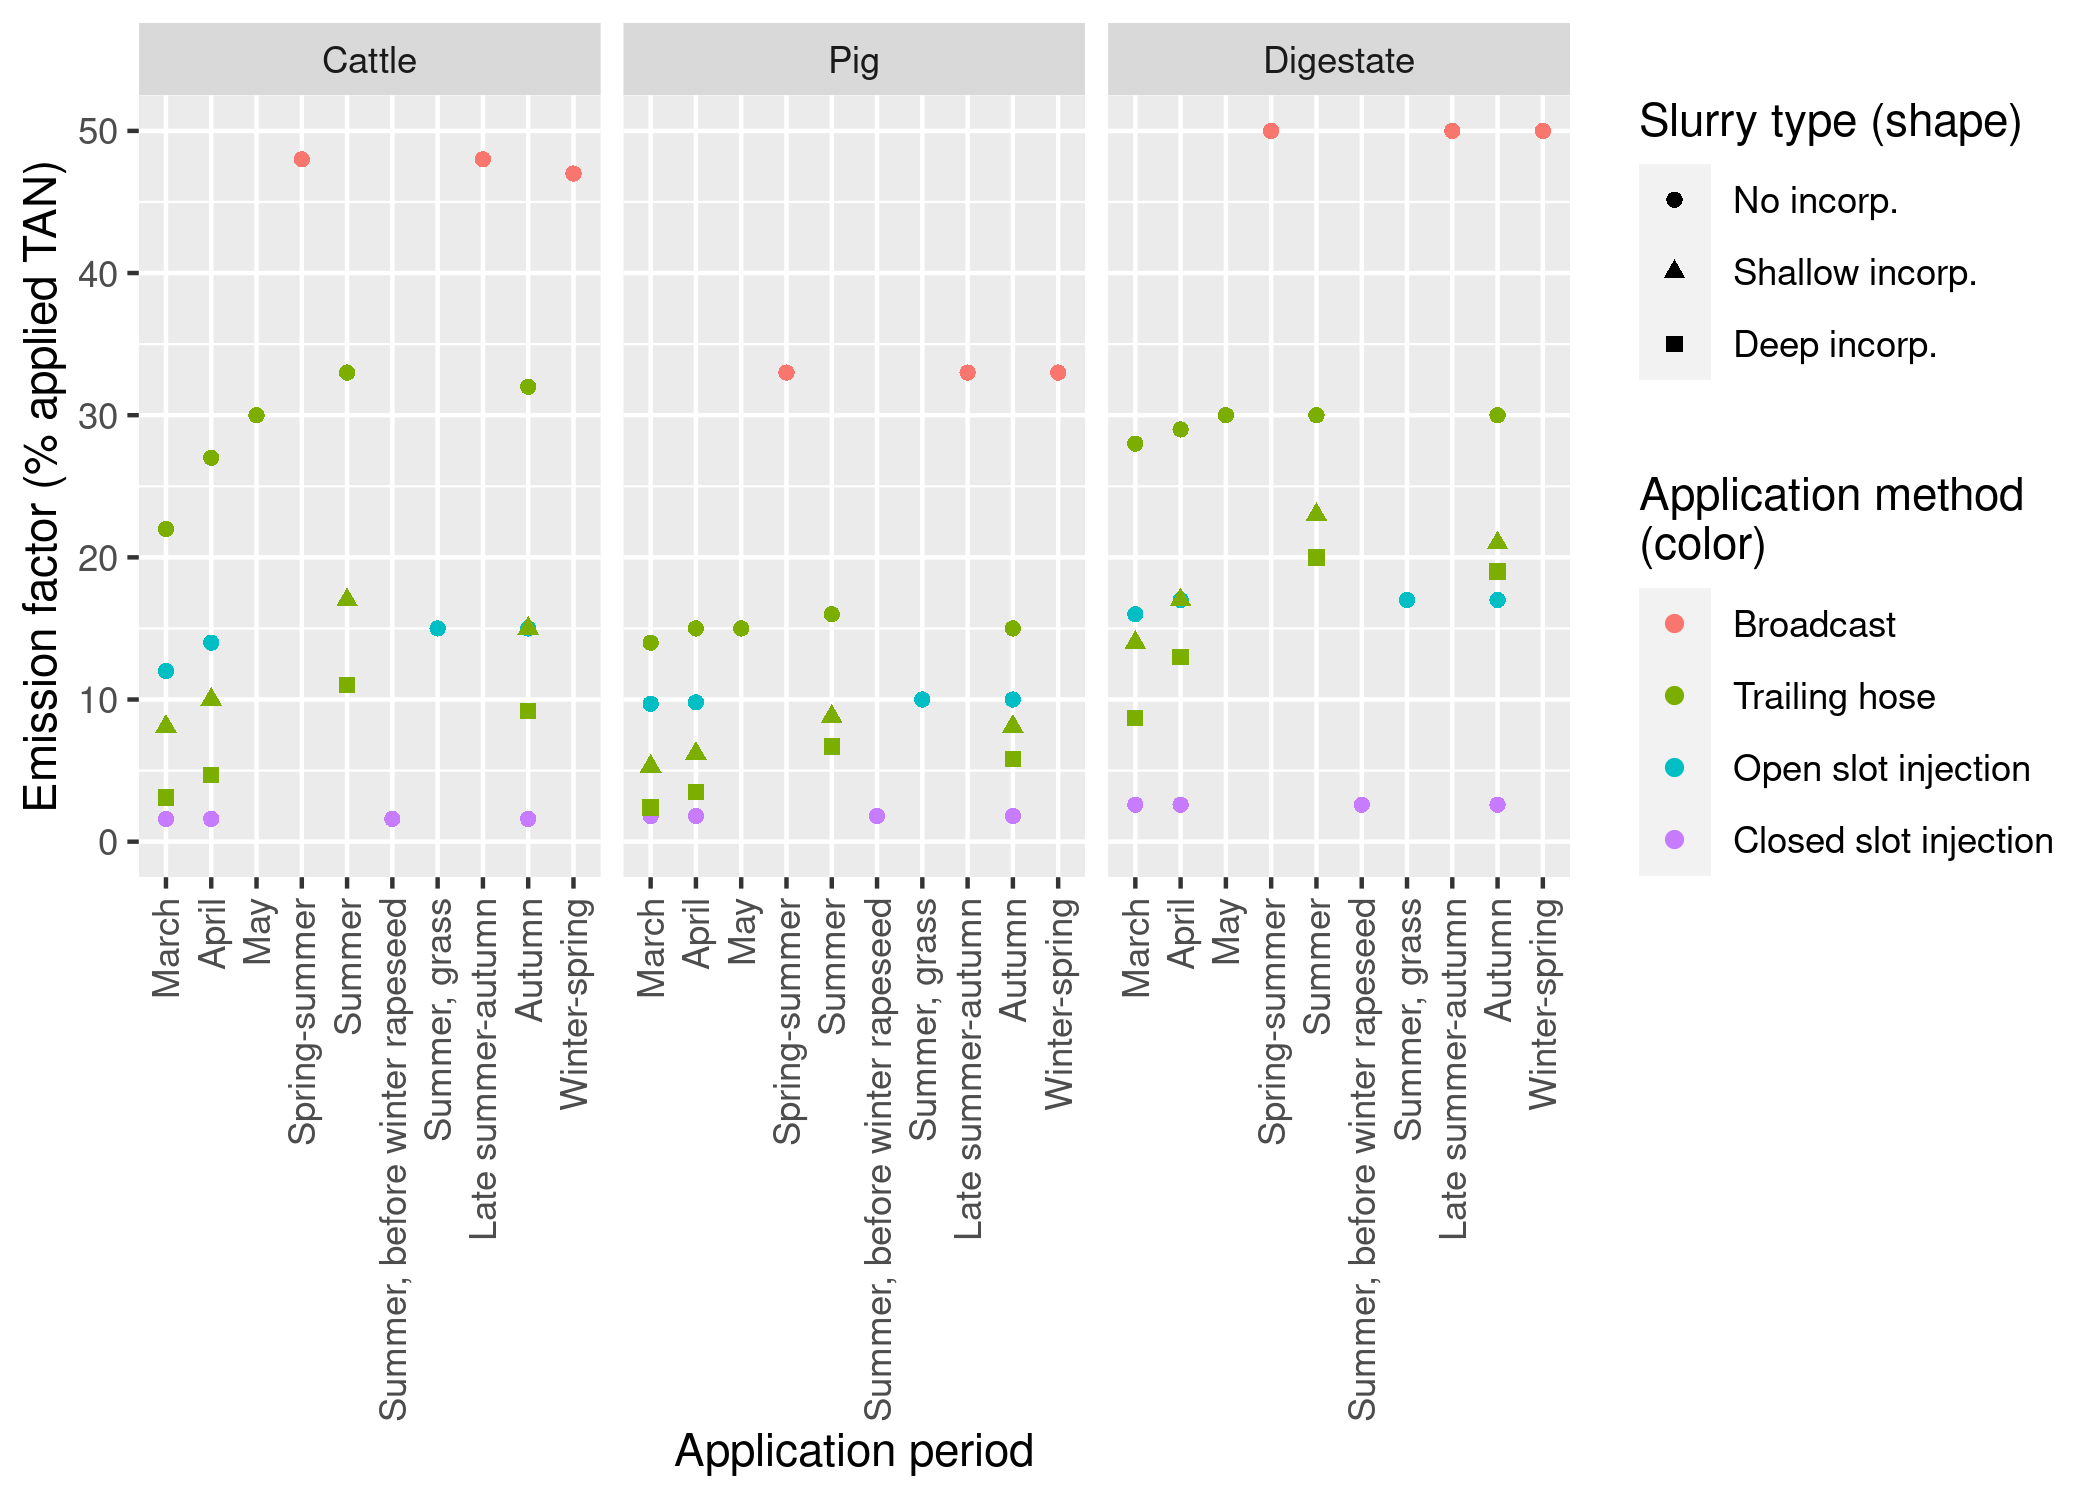 Cattle
Pig
Digestate
Emission factor (% applied TAN)
50
40
30
20
10
0
March
April
May
Spring-summer
Summer
Summer, before winter rapeseed
Summer, grass
Late summer-autumn
Autumn
Winter-spring
March
April
May
Spring-summer
Summer
Summer, before winter rapeseed
Summer, grass
Late summer-autumn
Autumn
Winter-spring
March
April
May
Spring-summer
Summer
Summer, before winter rapeseed
Summer, grass
Late summer-autumn
Autumn
Winter-spring
Application period
Slurry type (shape)
No incorp.
Shallow incorp.
Deep incorp.
Application method
(color)
Broadcast
Trailing hose
Open slot injection
Closed slot injection